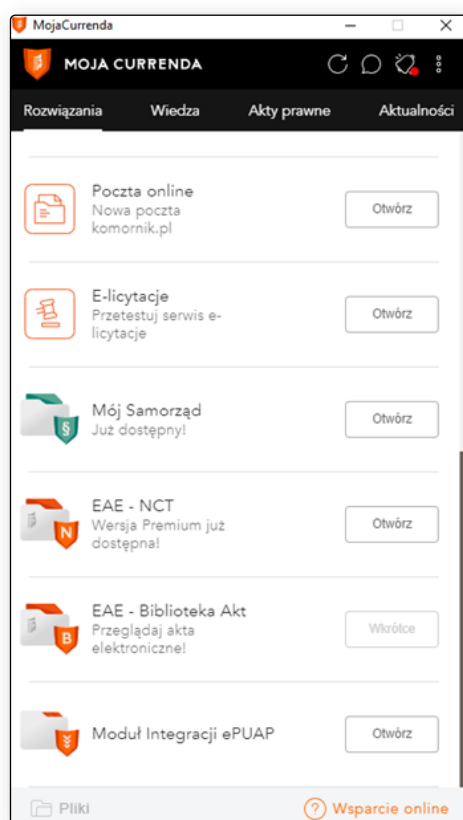 MojaCurrenda
MOJA CURRENDA
Rozwiązania Wiedza Akty prawne Aktualności
Poczta online
Nowa poczta
komornik.pl
Otwórz
E-licytacje
Przetestuj serwis e-
licytacje
Otwórz
§
Mój Samorząd
Już dostępny!
Otwórz
N
EAE - NCT
Wersja Premium już
dostępna!
Otwórz
B
EAE - Biblioteka Akt
Przeglądaj akta
elektroniczne!
Wkrótce
Moduł Integracji ePUAP
Otwórz
Pliki
? Wsparcie online